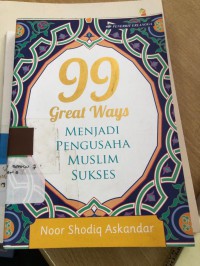 99
Great Ways
MENJADI
PENGUSAHA
MUSLIM
SUKSES
Noor Shodiq Askandar